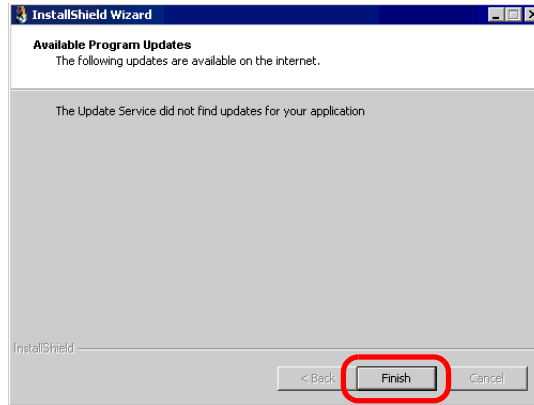 InstallShield Wizard
Available Program Updates
The following updates are available on the internet.
The Update Service did not find updates for your application
InstallShield
< Back
Finish
Cancel